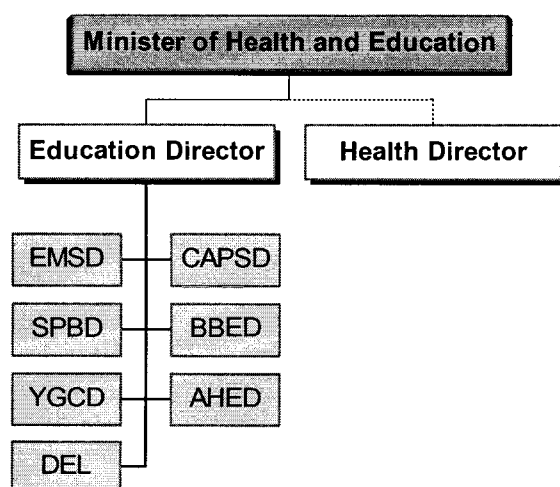 Minister of Health and Education
Education Director
Health Director
EMSD
CAPSD
SPBD
BBED
YGCD
AHED
DEL